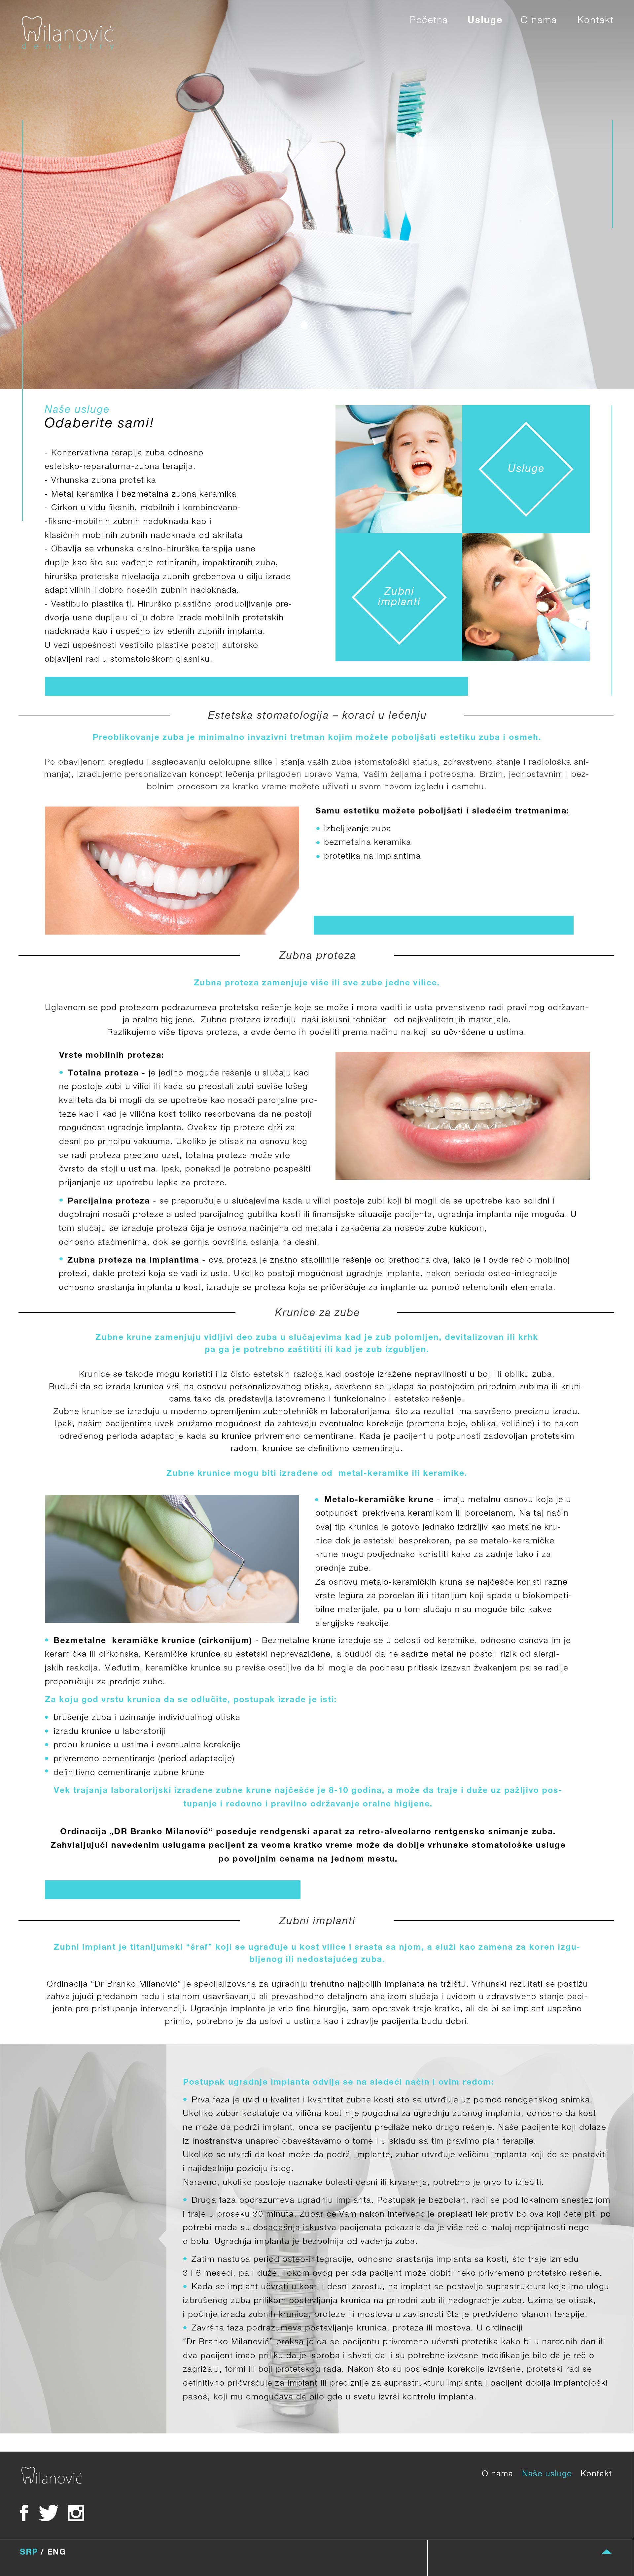 Milanović
Početna
Usluge
O nama
Kontakt
Naše usluge
Odaberite sami!
- Konzervativna terapija zuba odnosno
estetsko-reparaturna-zubna terapija.
- Vrhunska zubna protetika
- Metal keramika i bezmetalna zubna keramika
- Cirkon u vidu fiksnih, mobilnih i kombinovano-
-fiksno-mobilnih zubnih nadoknada kao i
klasičnih mobilnih zubnih nadoknada od akrilata
- Obavlja se vrhunska oralno-hirurška terapija usne
duplje kao što su: vađenje retiniranih, impaktiranih zuba,
hirurška protetska nivelacija zubnih grebenova u cilju izrade
adaptivilnih i dobro nosećih zubnih nadoknada.
- Vestibulo plastika tj. Hirurško plastično produbljivanje pre-
dvorja usne duplje u cilju dobre izrade mobilnih protetskih
nadoknada kao i uspešno izv edenih zubnih implanta.
U vezi uspešnosti vestibilo plastike postoji autorsko
objavljeni rad u stomatološkom glasniku.
Usluge
Zubni
implanti
Estetska stomatologija – koraci u lečenju
Preoblikovanje zuba je minimalno invazivni tretman kojim možete poboljšati estetiku zuba i osmeh.
Po obavljenom pregledu i sagledavanju celokupne slike i stanja vaših zuba (stomatološki status, zdravstveno stanje i radiološka sni-
manja), izrađujemo personalizovan koncept lečenja prilagođen upravo Vama, Vašim željama i potrebama. Brzim, jednostavnim i bez-
bolnim procesom za kratko vreme možete uživati u svom novom izgledu i osmehu.
Samu estetiku možete poboljšati i sledećim tretmanima:
• izbeljivanje zuba
• bezmetalna keramika
• protetika na implantima
Zubna proteza
Zubna proteza zamenjuje više ili sve zube jedne vilice.
Uglavnom se pod protezom podrazumeva protetsko rešenje koje se može i mora vaditi iz usta prvenstveno radi pravilnog održavan-
ja oralne higijene. Zubne proteze izrađuju naši iskusni tehničari od najkvalitetnijih materijala.
Razlikujemo više tipova proteza, a ovde ćemo ih podeliti prema načinu na koji su učvršćene u ustima.
Vrste mobilnih proteza:
• Totalna proteza - je jedino moguće rešenje u slučaju kad
ne postoje zubi u vilici ili kada su preostali zubi suviše lošeg
kvaliteta da bi mogli da se upotrebe kao nosači parcijalne pro-
teze kao i kad je vilična kost toliko resorbovana da ne postoji
mogućnost ugradnje implanta. Ovakav tip proteze drži za
desni po principu vakuuma. Ukoliko je otisak na osnovu kog
se radi proteza precizno uzet, totalna proteza može vrlo
čvrsto da stoji u ustima. Ipak, ponekad je potrebno pospešiti
prijanjanje uz upotrebu lepka za proteze.
• Parcijalna proteza - se preporučuje u slučajevima kada u vilici postoje zubi koji bi mogli da se upotrebe kao solidni i
dugotrajni nosači proteze a usled parcijalnog gubitka kosti ili finansijske situacije pacijenta, ugradnja implanta nije moguća. U
tom slučaju se izrađuje proteza čija je osnova načinjena od metala i zakačena za noseće zube kukicom,
odnosno atačmenima, dok se gornja površina oslanja na desni.
• Zubna proteza na implantima - ova proteza je znatno stabilinije rešenje od prethodna dva, iako je i ovde reč o mobilnoj
protezi, dakle protezi koja se vadi iz usta. Ukoliko postoji mogućnost ugradnje implanta, nakon perioda osteo-integracije
odnosno srastanja implanta u kost, izrađuje se proteza koja se pričvršćuje za implante uz pomoć retencionih elemenata.
Krunice za zube
Zubne krune zamenjuju vidljivi deo zuba u slučajevima kad je zub polomljen, devitalizovan ili krhk
pa ga je potrebno zaštititi ili kad je zub izgubljen.
Krunice se takođe mogu koristiti i iz čisto estetskih razloga kad postoje izražene nepravilnosti u boji ili obliku zuba.
Budući da se izrada krunica vrši na osnovu personalizovanog otiska, savršeno se uklapa sa postojećim prirodnim zubima ili kruni-
cama tako da predstavlja istovremeno i funkcionalno i estetsko rešenje.
Zubne krunice se izrađuju u moderno opremljenim zubnotehničkim laboratorijama što za rezultat ima savršeno preciznu izradu.
Ipak, našim pacijentima uvek pružamo mogućnost da zahtevaju eventualne korekcije (promena boje, oblika, veličine) i to nakon
određenog perioda adaptacije kada su krunice privremeno cementirane. Kada je pacijent u potpunosti zadovoljan protetskim
radom, krunice se definitivno cementiraju.
Zubne krunice mogu biti izrađene od metal-keramike ili keramike.
• Metalo-keramičke krune - imaju metalnu osnovu koja je u
potpunosti prekrivena keramikom ili porcelanom. Na taj način
ovaj tip krunica je gotovo jednako izdržljiv kao metalne kru-
nice dok je estetski besprekoran, pa se metalo-keramičke
krune mogu podjednako koristiti kako za zadnje tako i za
prednje zube.
Za osnovu metalo-keramičkih kruna se najčešće koristi razne
vrste legura za porcelan ili i titanijum koji spada u biokompati-
bilne materijale, pa u tom slučaju nisu moguće bilo kakve
alergijske reakcije.
• Bezmetalne keramičke krunice (cirkonijum) - Bezmetalne krune izrađuje se u celosti od keramike, odnosno osnova im je
keramička ili cirkonska. Keramičke krunice su estetski neprevaziđene, a budući da ne sadrže metal ne postoji rizik od alergi-
jskih reakcija. Međutim, keramičke krunice su previše osetljive da bi mogle da podnesu pritisak izazvan žvakanjem pa se radije
preporučuju za prednje zube.
Za koju god vrstu krunica da se odlučite, postupak izrade je isti:
• brušenje zuba i uzimanje individualnog otiska
• izradu krunice u laboratoriji
• probu krunice u ustima i eventualne korekcije
• privremeno cementiranje (period adaptacije)
• definitivno cementiranje zubne krune
Vek trajanja laboratorijski izrađene zubne krune najčešće je 8-10 godina, a može da traje i duže uz pažljivo pos-
tupanje i redovno i pravilno održavanje oralne higijene.
Ordinacija „DR Branko Milanović“ poseduje rendgenski aparat za retro-alveolarno rentgensko snimanje zuba.
Zahvlaljujući navedenim uslugama pacijent za veoma kratko vreme može da dobije vrhunske stomatološke usluge
po povoljnim cenama na jednom mestu.
Zubni implanti
Zubni implant je titanijumski “šraf” koji se ugrađuje u kost vilice i srasta sa njom, a služi kao zamena za koren izgu-
bljenog ili nedostajućeg zuba.
Ordinacija “Dr Branko Milanović” je specijalizovana za ugradnju trenutno najboljih implanata na tržištu. Vrhunski rezultati se postižu
zahvaljujući predanom radu i stalnom usavršavanju ali prevashodno detaljnom analizom slučaja i uvidom u zdravstveno stanje paci-
jenta pre pristupanja intervenciji. Ugradnja implanta je vrlo fina hirurgija, sam oporavak traje kratko, ali da bi se implant uspešno
primio, potrebno je da uslovi u ustima kao i zdravlje pacijenta budu dobri.
Postupak ugradnje implanta odvija se na sledeći način i ovim redom:
• Prva faza je uvid u kvalitet i kvantitet zubne kosti što se utvrđuje uz pomoć rendgenskog snimka.
Ukoliko zubar kostatuje da vilična kost nije pogodna za ugradnju zubnog implanta, odnosno da kost
ne može da podrži implant, onda se pacijentu predlaže neko drugo rešenje. Naše pacijente koji dolaze
iz inostranstva unapred obaveštavamo o tome i u skladu sa tim pravimo plan terapije.
Ukoliko se utvrdi da kost može da podrži implante, zubar utvrđuje veličinu implanta koji će se postaviti
i najidealniju poziciju istog.
Naravno, ukoliko postoje naznake bolesti desni ili krvarenja, potrebno je prvo to izlečiti.
• Druga faza podrazumeva ugradnju implanta. Postupak je bezbolan, radi se pod lokalnom anestezijom
i traje u proseku 30 minuta. Zubar će Vam nakon intervencije prepisati lek protiv bolova koji ćete piti po
potrebi mada su dosadašnja iskustva pacijenata pokazala da je više reč o maloj neprijatnosti nego
o bolu. Ugradnja implanta je bezbolnija od vađenja zuba.
• Zatim nastupa period osteo-integracije, odnosno srastanja implanta sa kosti, što traje između
3 i 6 meseci, pa i duže. Tokom ovog perioda pacijent može dobiti neko privremeno protetsko rešenje.
• Kada se implant učvrsti u kosti i desni zarastu, na implant se postavlja suprastruktura koja ima ulogu
izbrušenog zuba prilikom postavljanja krunica na prirodni zub ili nadogradnje zuba. Uzima se otisak,
i počinje izrada zubnih krunica, proteze ili mostova u zavisnosti šta je predviđeno planom terapije.
• Završna faza podrazumeva postavljanje krunica, proteza ili mostova. U ordinaciji
“Dr Branko Milanović” praksa je da se pacijentu privremeno učvrsti protetika kako bi u narednih dan ili
dva pacijent imao priliku da je isproba i shvati da li su potrebne izvesne modifikacije bilo da je reč o
zagrižaju, formi ili boji protetskog rada. Nakon što su poslednje korekcije izvršene, protetski rad se
definitivno pričvršćuje za implant ili preciznije za suprastrukturu implanta i pacijent dobija implantološki
pasoš, koji mu omogućava da bilo gde u svetu izvrši kontrolu implanta.
Milanović
O nama
Naše usluge
Kontakt
SRP / ENG